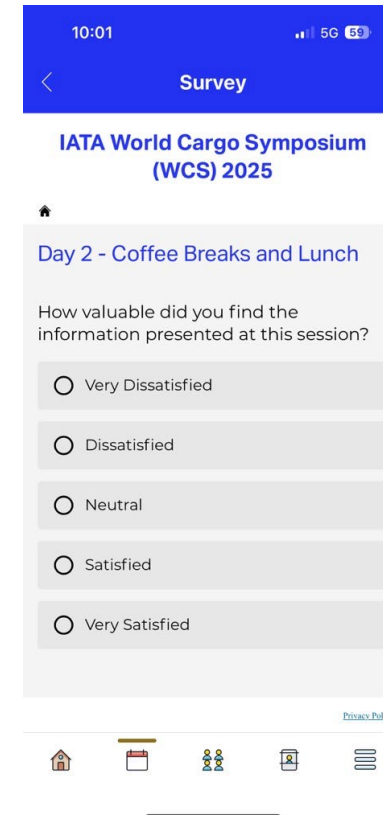 10:01
5G 59
Survey
IATA World Cargo Symposium
(WCS) 2025
Day 2 - Coffee Breaks and Lunch
How valuable did you find the
information presented at this session?
Very Dissatisfied
Dissatisfied
Neutral
Satisfied
Very Satisfied
Privacy Pol